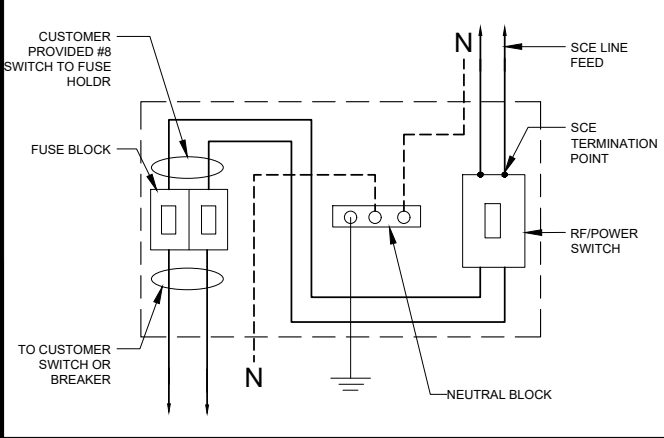 CUSTOMER
PROVIDED #8
SWITCH TO FUSE
HOLDR
FUSE BLOCK
TO CUSTOMER
SWITCH OR
BREAKER
N
N
SCE LINE
FEED
SCE
TERMINATION
POINT
RF/POWER
SWITCH
NEUTRAL BLOCK